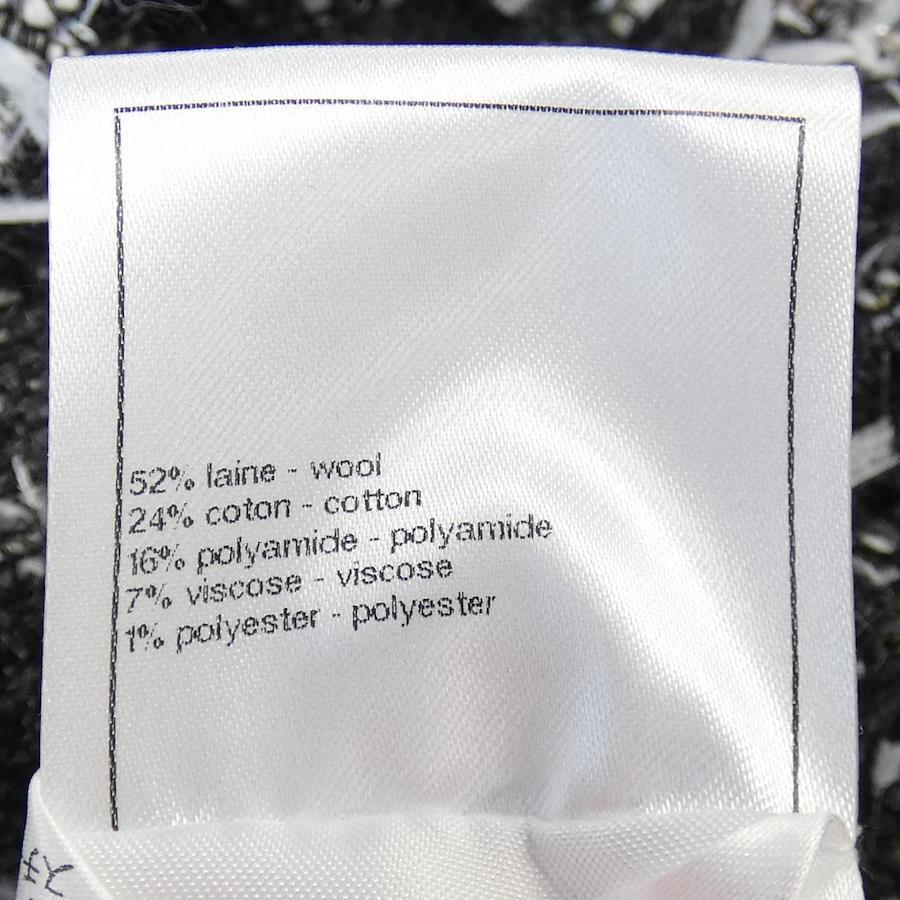 52% laine - wool
24% coton - cotton
16% polyamide - polyamide
7% viscose - viscose
1% polyester - polyester